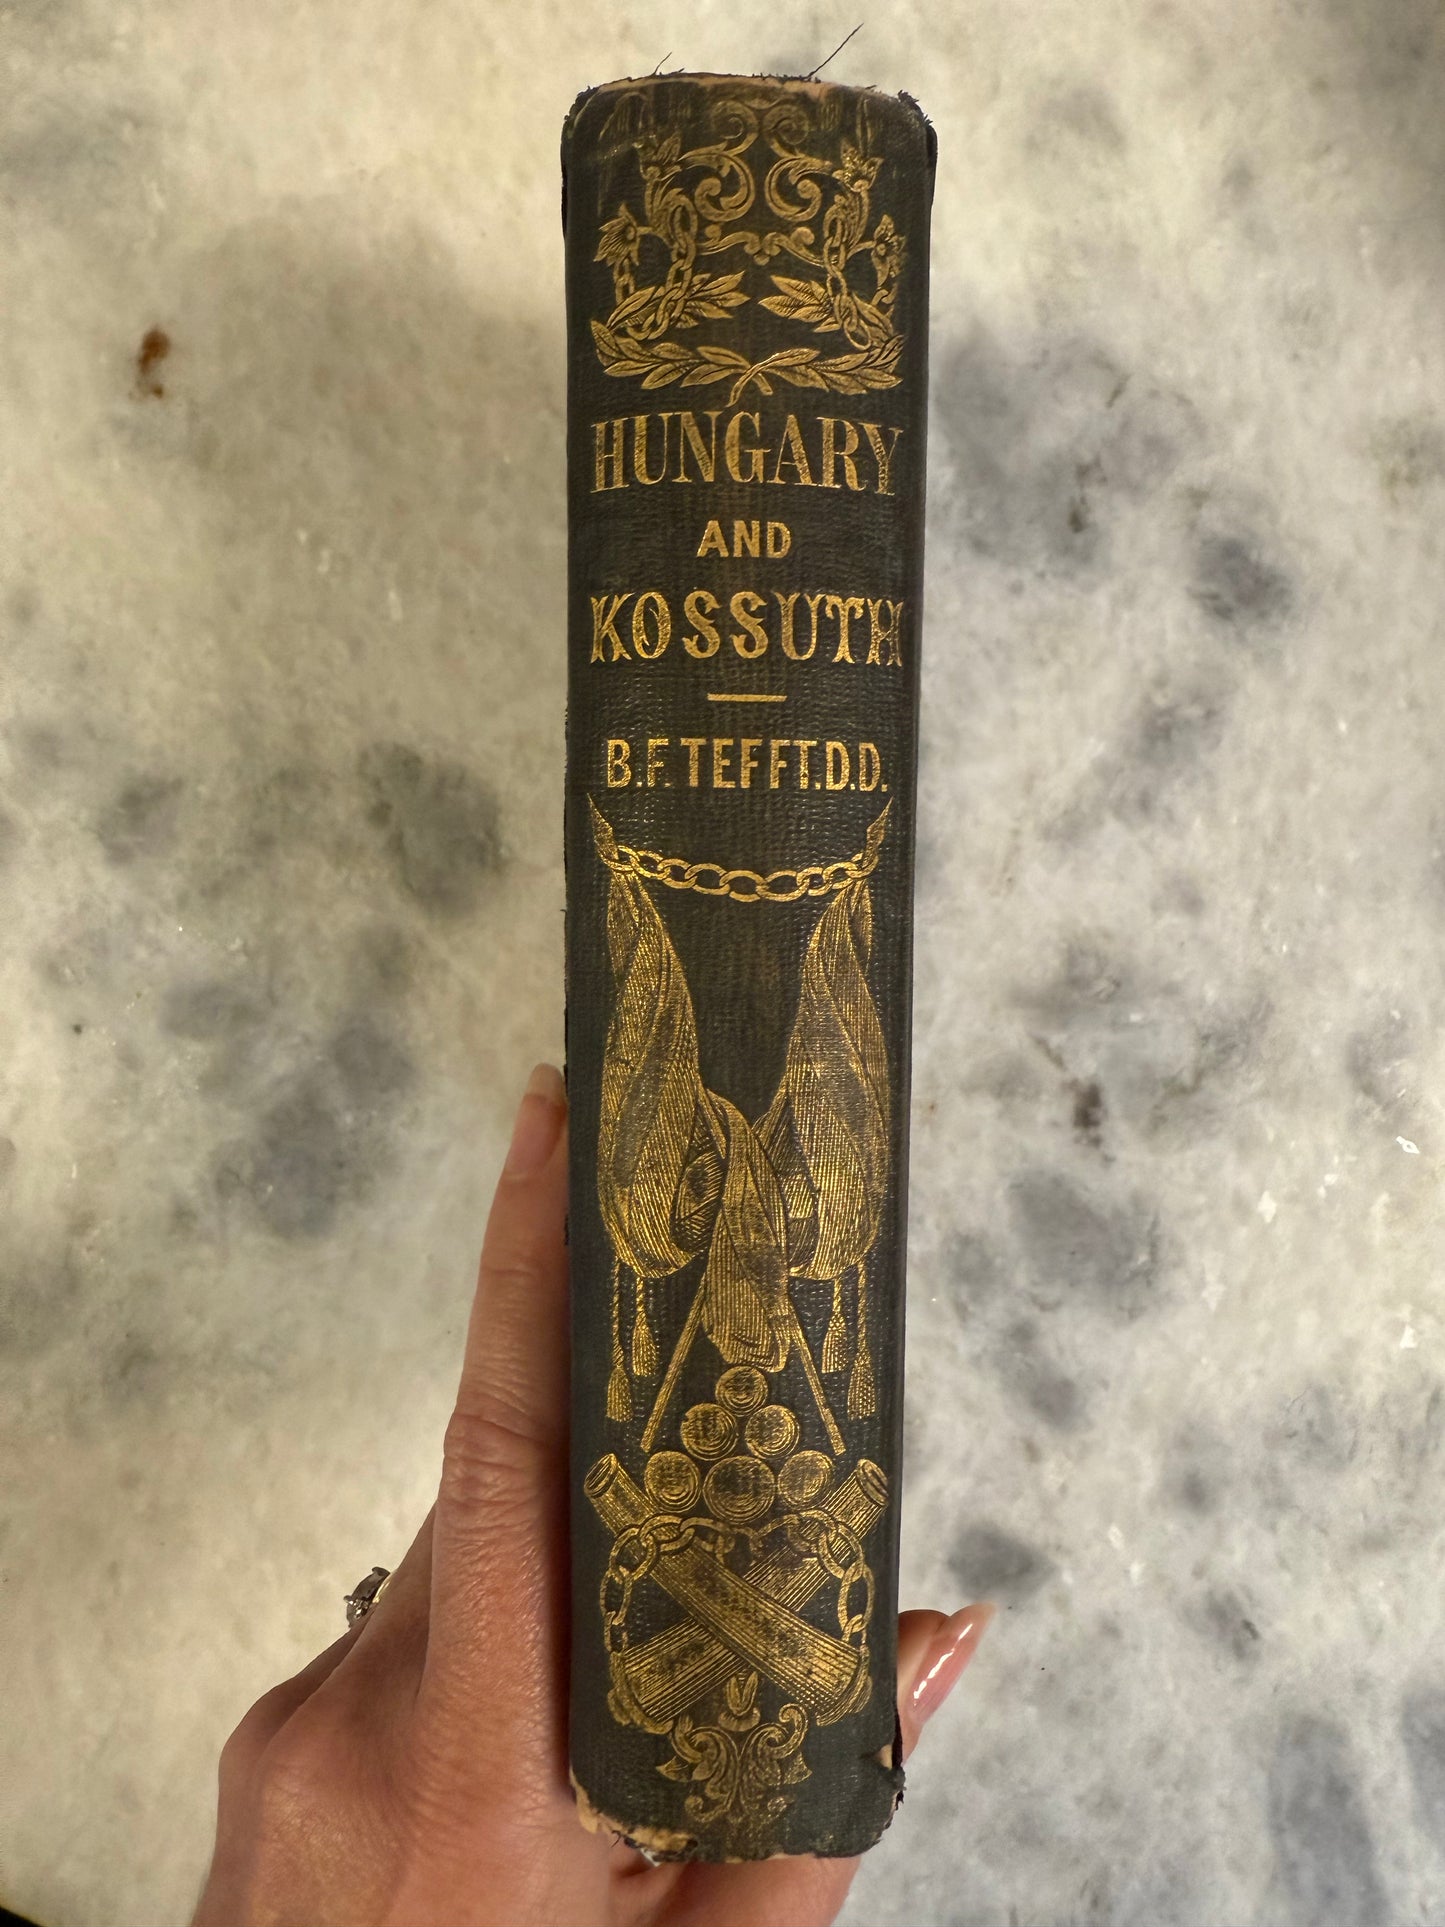 HUNGARY
AND
KOSSUTH
B.F. TEFFT.D.D.